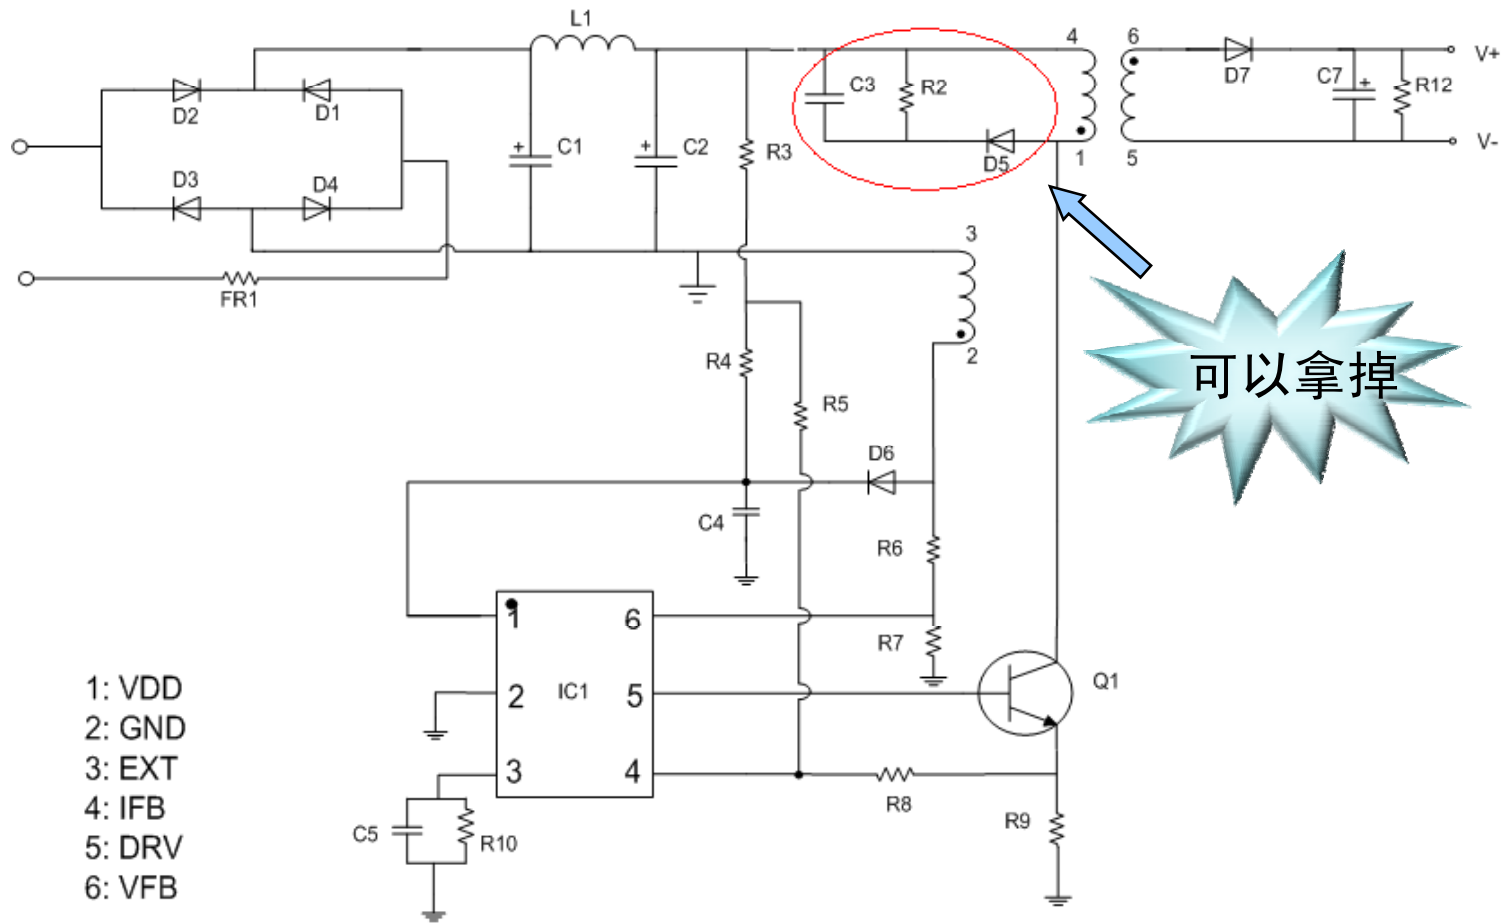 L1
4
6
V+
D7
C7
+
R12
C3
R2
D2
D1
+
C1
+
C2
R3
D5
1
5
V-
D3
D4
3
FR1
2
R4
R5
可以拿掉
D6
C4
R6
1
6
R7
IC1
2
5
Q1
3
4
R8
R9
C5
R10
1: VDD
2: GND
3: EXT
4: IFB
5: DRV
6: VFB